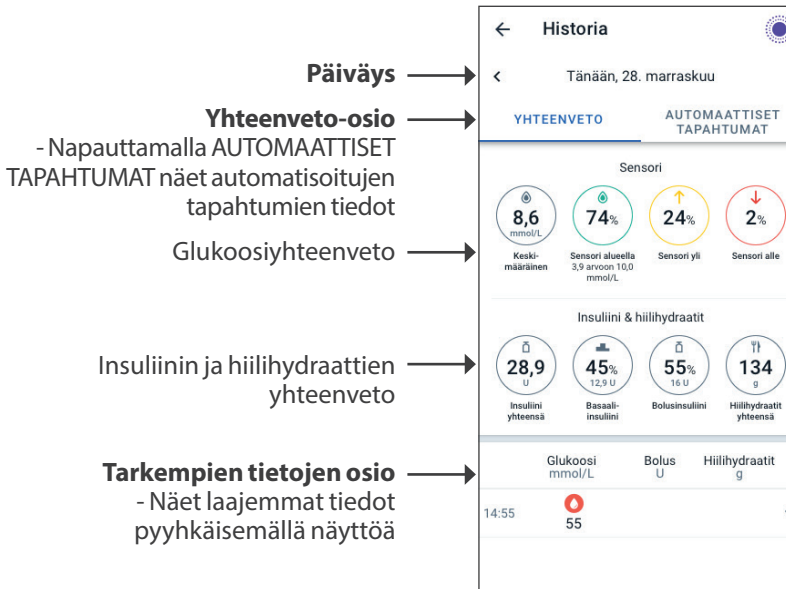 Historia
Päiväys
Tänään, 28. marraskuu
Yhteenveto-osio
- Napauttamalla AUTOMAATTISET
TAPAHTUMAT näet automatisoitujen
tapahtumien tiedot
YHTEENVETO
AUTOMAATTISET
TAPAHTUMAT
Glukoosiyhteenveto
Sensori
8,6
mmol/L
74%
24%
2%
Keski-
määräinen
Sensori alueella
3,9 arvoon 10,0
mmol/L
Sensori yli
Sensori alle
Insuliinin ja hiilihydraattien
yhteenveto
Insuliini & hiilihydraatit
28,9
U
45%
12,9 U
55%
16 U
134
g
Insuliini
yhteensä
Basaali-
insuliini
Bolusinsuliini
Hiilihydraatit
yhteensä
Tarkempien tietojen osio
- Näet laajemmat tiedot
pyyhkäisemällä näyttöä
Glukoosi
mmol/L
Bolus
U
Hiilihydraatit
g
14:55
55